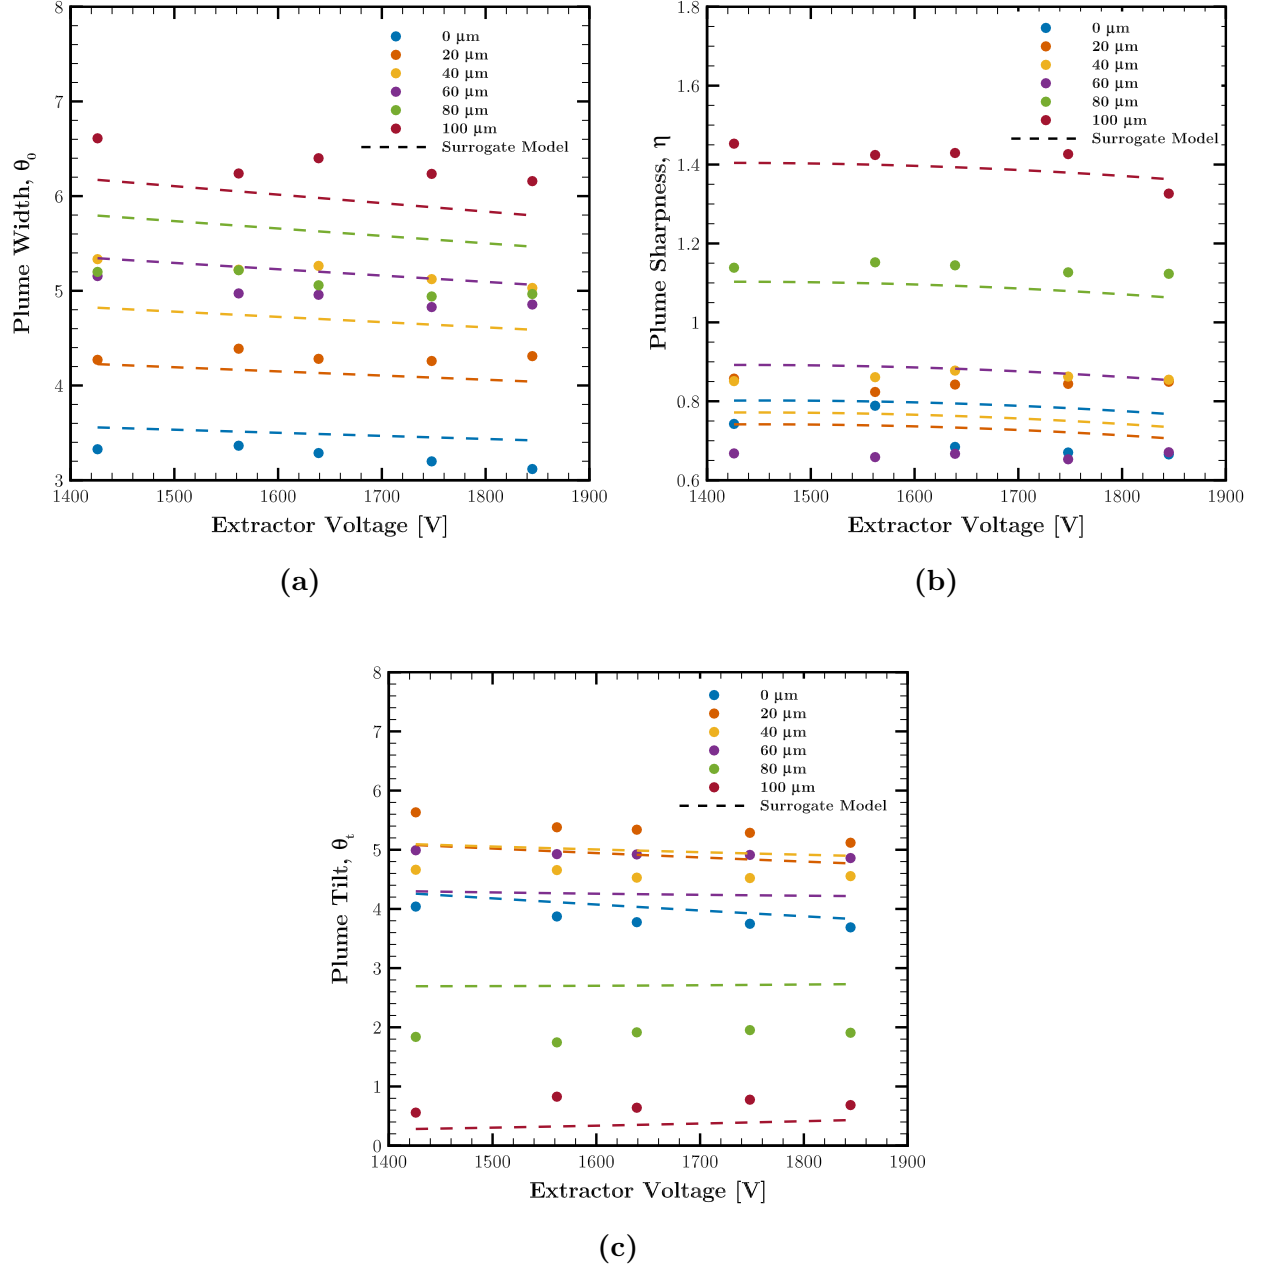 8
7
6
5
4
3
1400 1500 1600 1700 1800 1900
Plume Width, θ₀
Extractor Voltage [V]
0 μm
20 μm
40 μm
60 μm
80 μm
100 μm
Surrogate Model
(a)
1.8
1.6
1.4
1.2
1
0.8
0.6
1400 1500 1600 1700 1800 1900
Plume Sharpness, η
Extractor Voltage [V]
0 μm
20 μm
40 μm
60 μm
80 μm
100 μm
Surrogate Model
(b)
8
7
6
5
4
3
2
1
0
1400 1500 1600 1700 1800 1900
Plume Tilt, θₜ
Extractor Voltage [V]
0 μm
20 μm
40 μm
60 μm
80 μm
100 μm
Surrogate Model
(c)